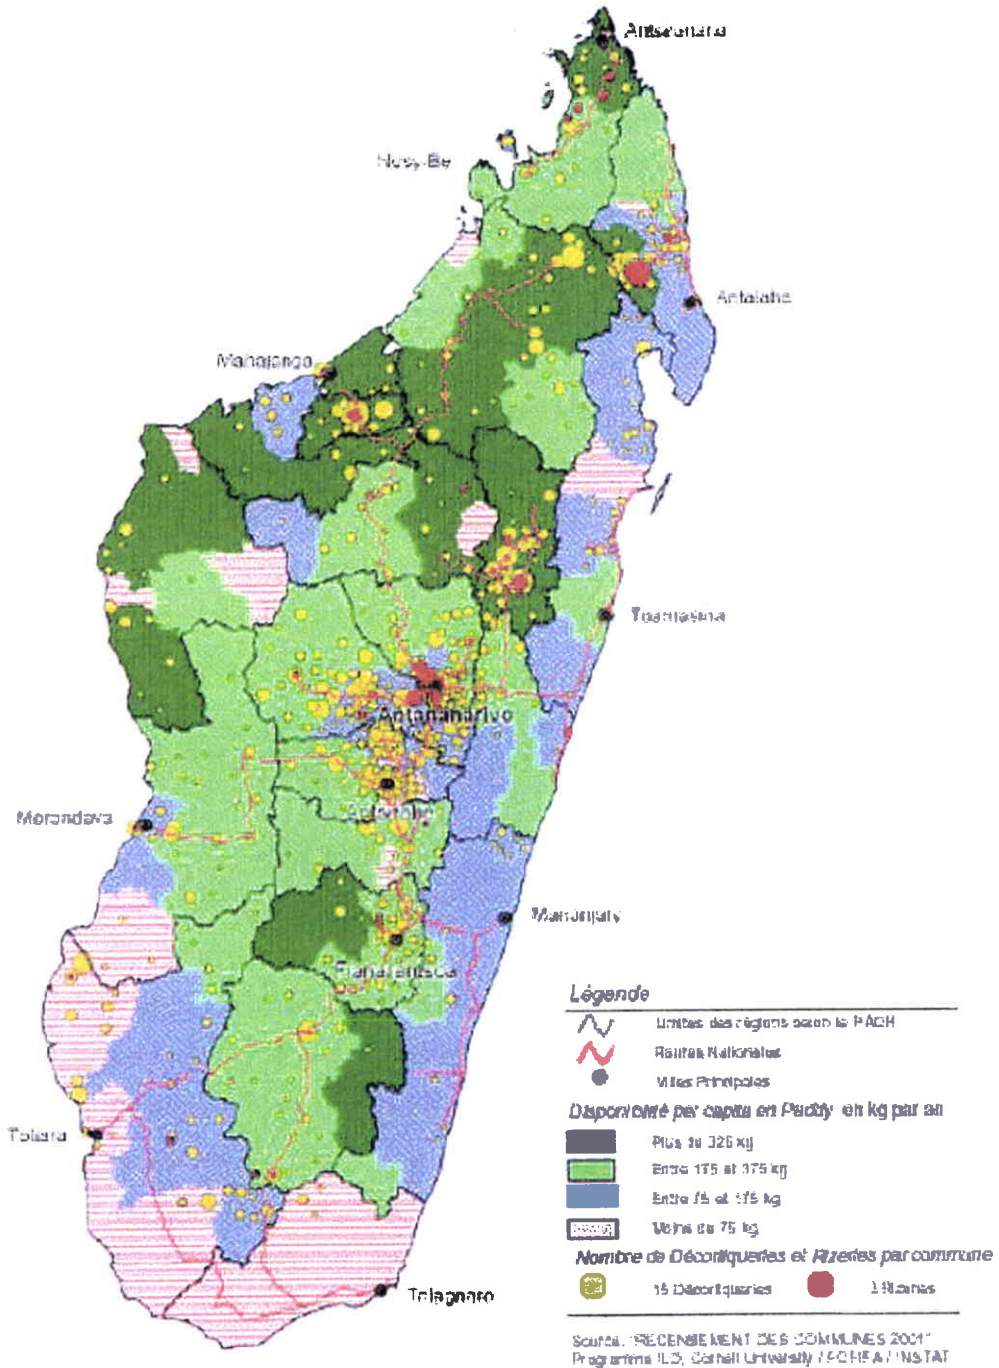 Antsiranana
Nosy-Be
Antalaha
Mahajanga
Toamasina
Antananarivo
Antsirabe
Morondava
Mananjary
Fianarantsoa
Toliara
Tolagnaro
Légende
Limites des régions selon le PADR
Routes Nationales
Villes Principales
Disponibilité per capita en Paddy en kg par an
Plus de 325 kg
Entre 175 et 375 kg
Entre 75 et 175 kg
Moins de 75 kg
Nombre de Décortiqueries et Rizeries par commune
15 Décortiqueries
3 Rizeries
Source: "RECENSEMENT DES COMMUNES 2001"
Programme ILO, Cornell University / FOFIFA / INSTAT